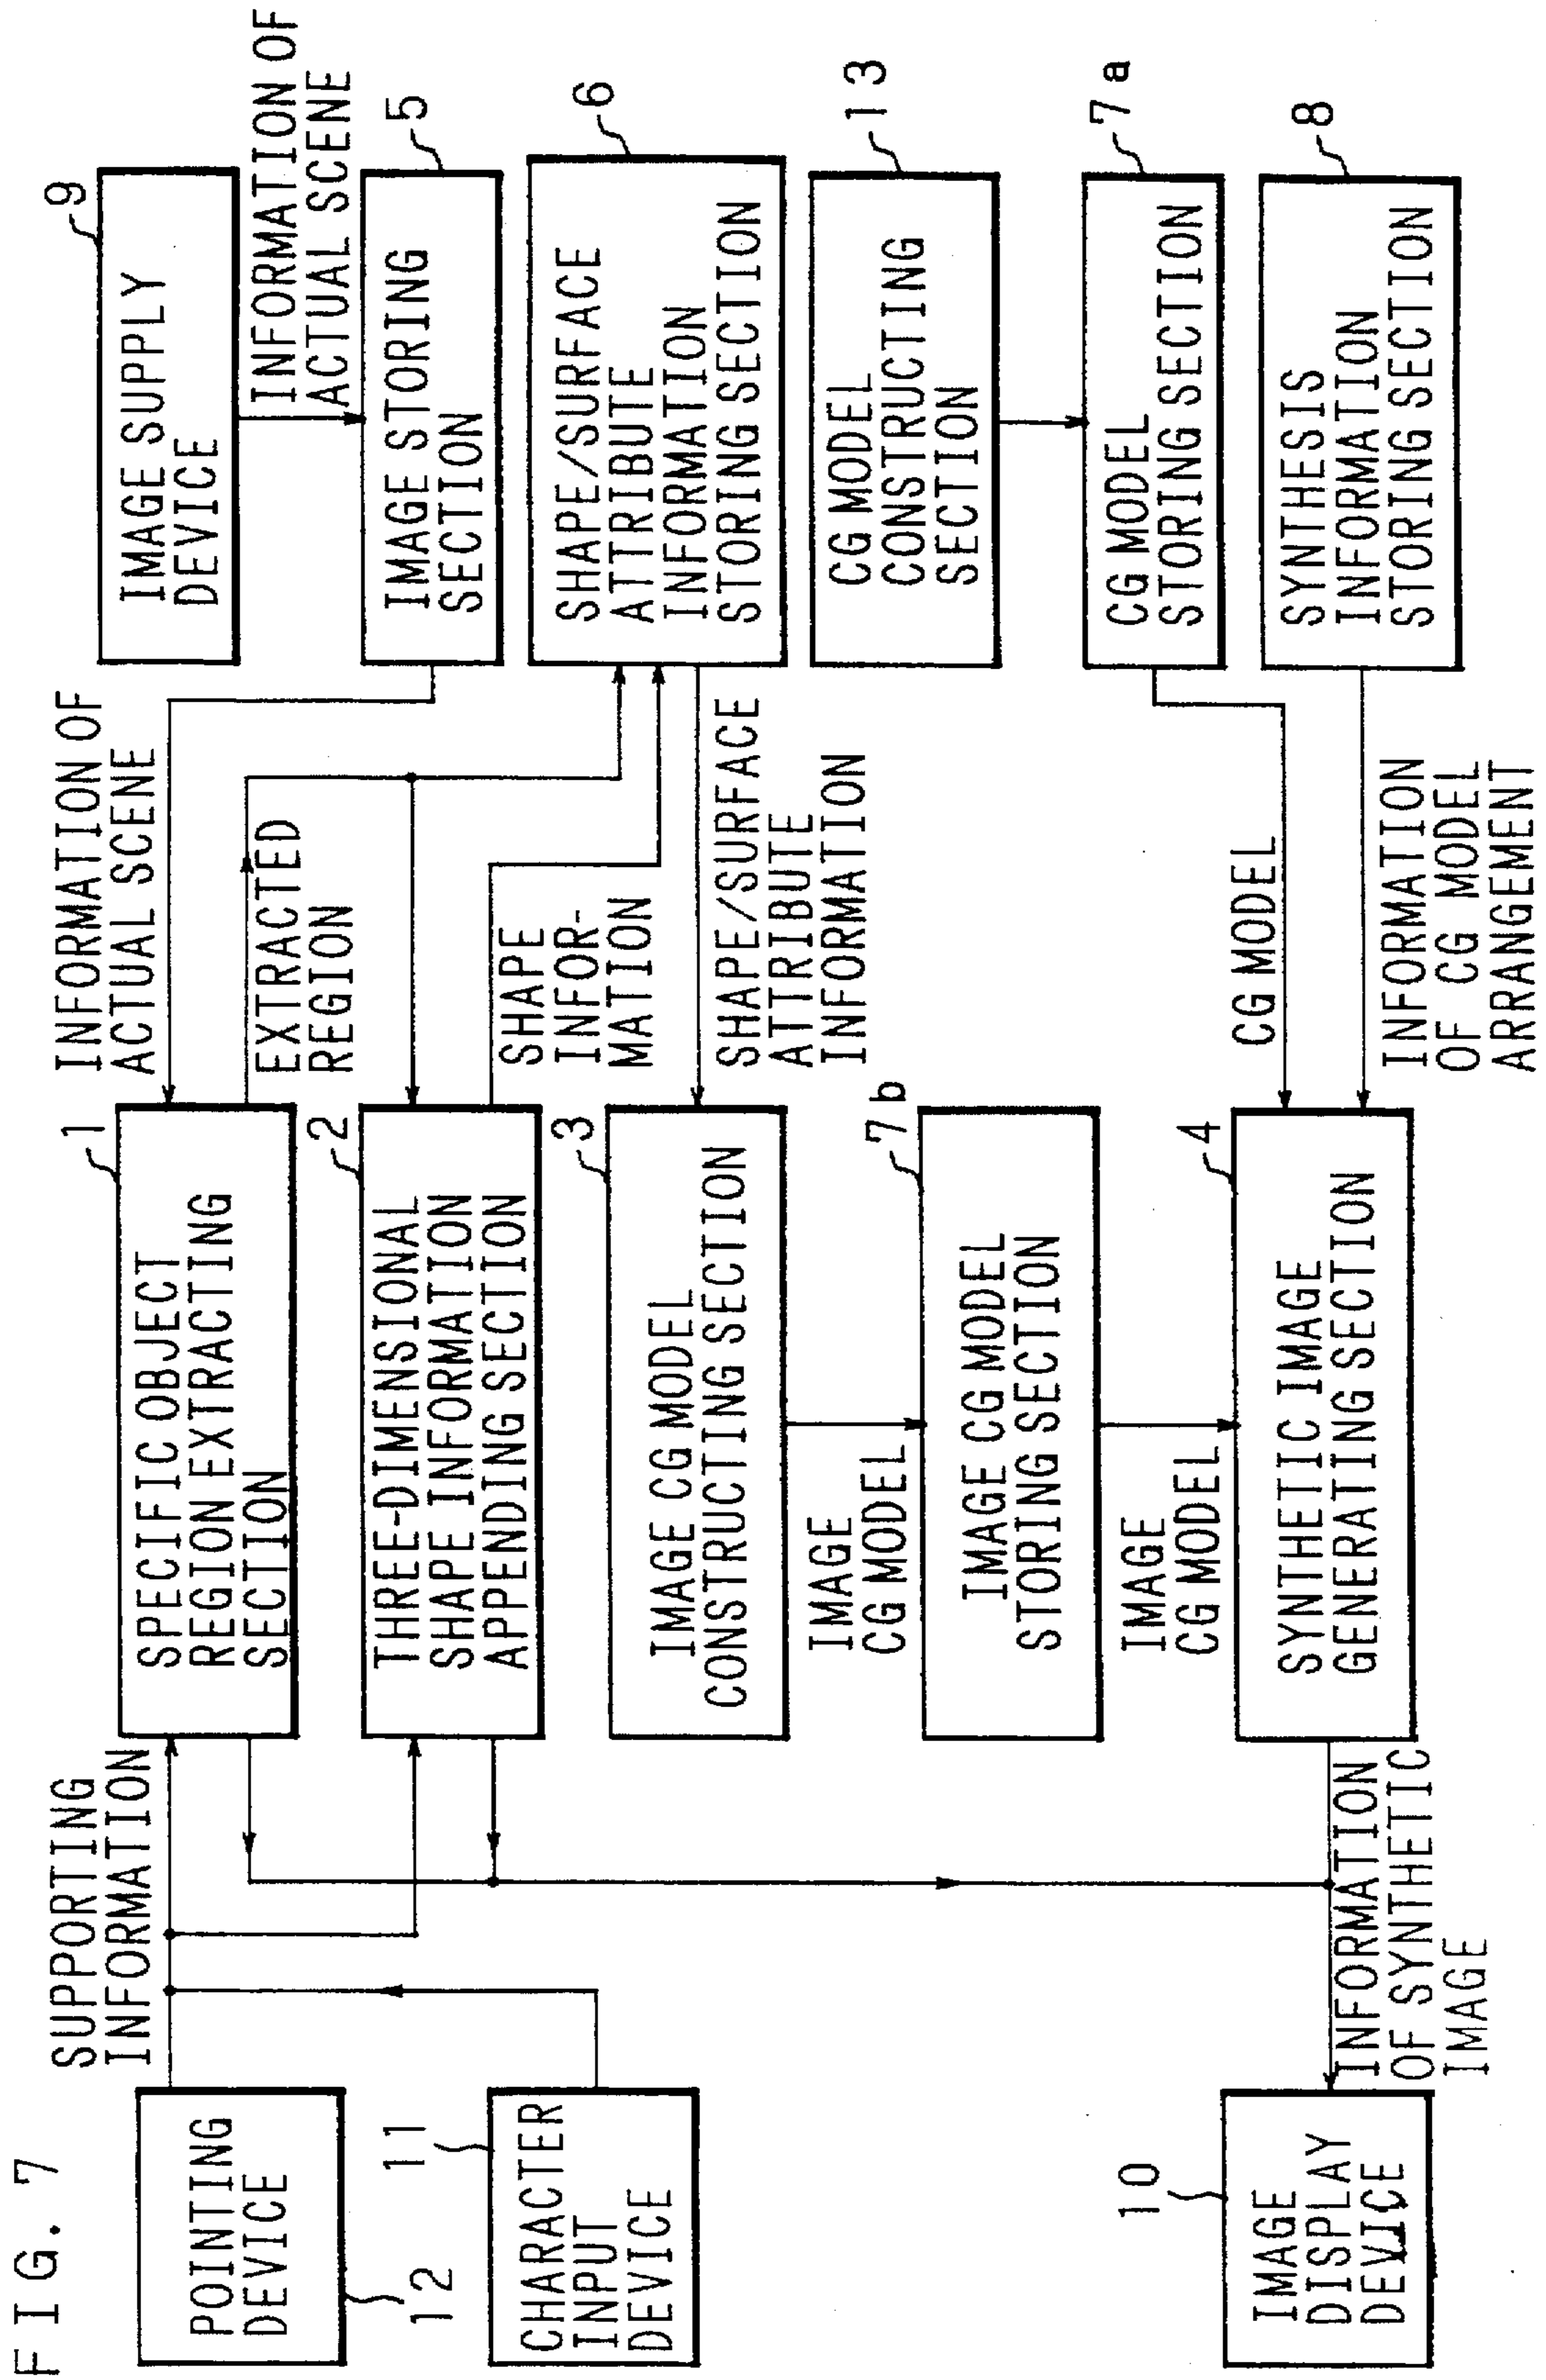 FIG. 7
POINTING
DEVICE
12
CHARACTER
INPUT
DEVICE
11
IMAGE
DISPLAY
DEVICE
10
SUPPORTING
INFORMATION
SPECIFIC OBJECT
REGION EXTRACTING
SECTION
1
THREE-DIMENSIONAL
SHAPE INFORMATION
APPENDING SECTION
2
IMAGE CG MODEL
CONSTRUCTING SECTION
3
IMAGE
CG MODEL
IMAGE CG MODEL
STORING SECTION
7b
IMAGE
CG MODEL
SYNTHETIC IMAGE
GENERATING SECTION
4
INFORMATION
OF SYNTHETIC
IMAGE
INFORMATION OF
ACTUAL SCENE
EXTRACTED
REGION
SHAPE
INFOR-
MATION
SHAPE/SURFACE
ATTRIBUTE
INFORMATION
CG MODEL
INFORMATION
OF CG MODEL
ARRANGEMENT
IMAGE SUPPLY
DEVICE
9
INFORMATION OF
ACTUAL SCENE
IMAGE STORING
SECTION
5
SHAPE/SURFACE
ATTRIBUTE
INFORMATION
STORING SECTION
6
CG MODEL
CONSTRUCTING
SECTION
13
CG MODEL
STORING SECTION
7a
SYNTHESIS
INFORMATION
STORING SECTION
8